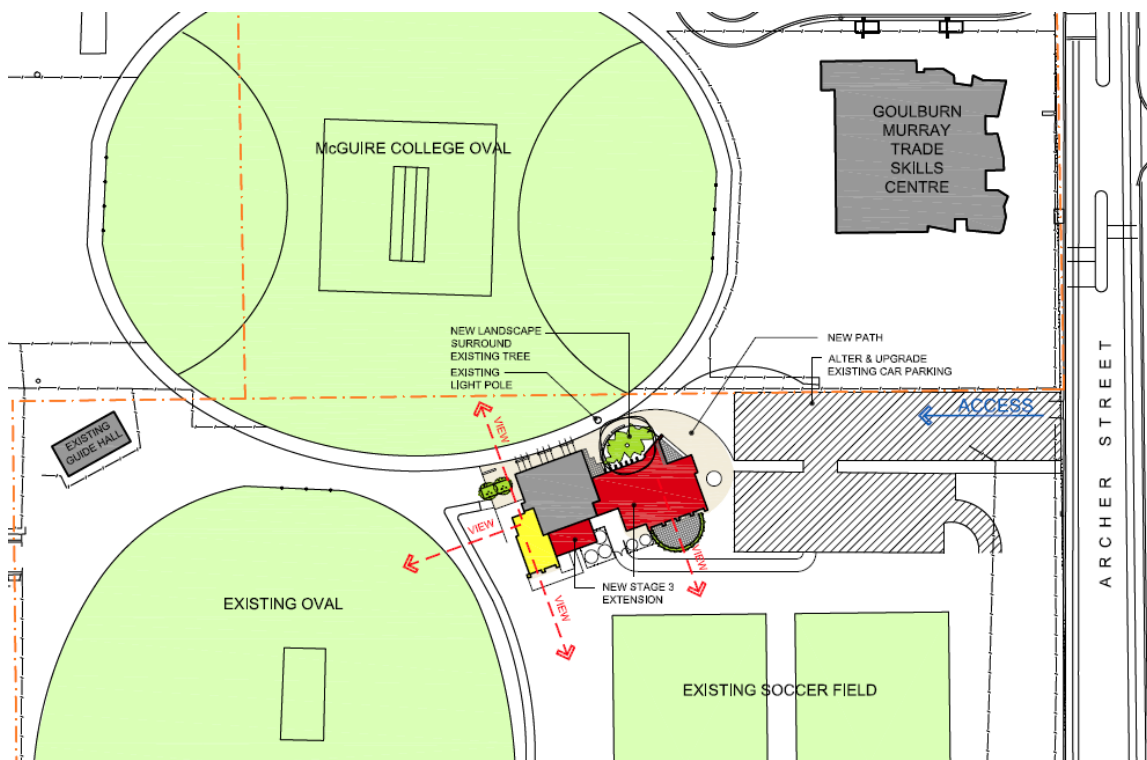 McGUIRE COLLEGE OVAL
GOULBURN
MURRAY
TRADE
SKILLS
CENTRE
NEW LANDSCAPE
SURROUND
EXISTING TREE
EXISTING
LIGHT POLE
NEW PATH
ALTER & UPGRADE
EXISTING CAR PARKING
ACCESS
ARCHER STREET
EXISTING
GUIDE HALL
VIEW
VIEW
VIEW
VIEW
NEW STAGE 3
EXTENSION
EXISTING OVAL
EXISTING SOCCER FIELD